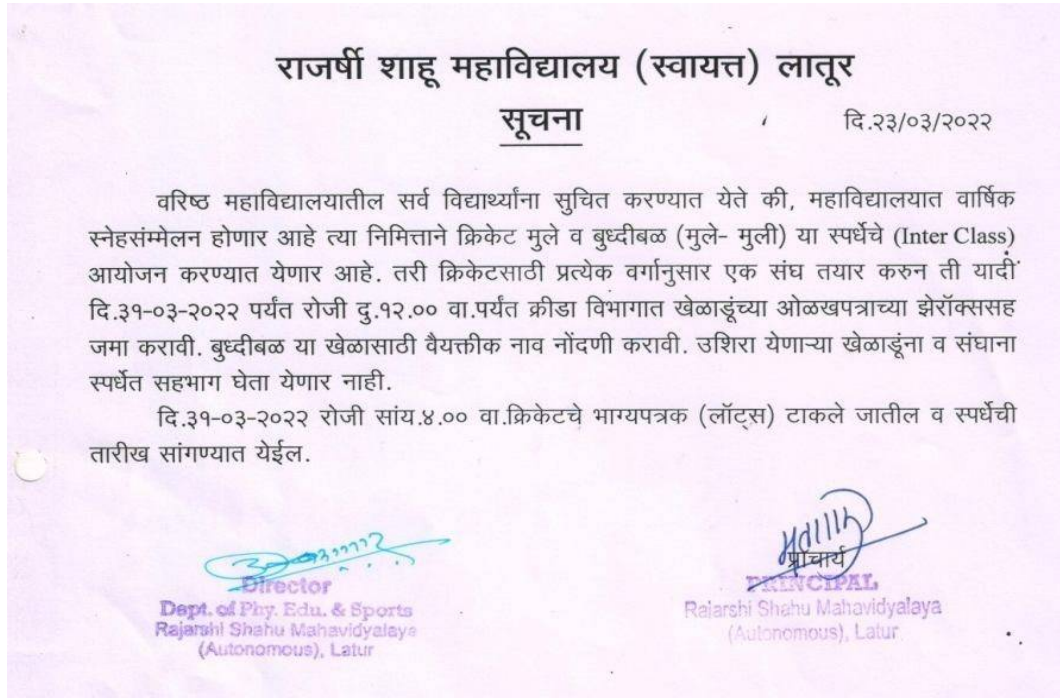 राजर्षी शाहू महाविद्यालय (स्वायत्त) लातूर
सूचना
दि.२३/०३/२०२२
वरिष्ठ महाविद्यालयातील सर्व विद्यार्थ्यांना सुचित करण्यात येते की, महाविद्यालयात वार्षिक
स्नेहसंम्मेलन होणार आहे त्या निमित्ताने क्रिकेट मुले व बुध्दीबळ (मुले- मुली) या स्पर्धेचे (Inter Class)
आयोजन करण्यात येणार आहे. तरी क्रिकेटसाठी प्रत्येक वर्गानुसार एक संघ तयार करुन ती यादी
दि.३१-०३-२०२२ पर्यंत रोजी दु.१२.०० वा.पर्यंत क्रीडा विभागात खेळाडूंच्या ओळखपत्राच्या झेरॉक्ससह
जमा करावी. बुध्दीबळ या खेळासाठी वैयक्तीक नाव नोंदणी करावी. उशिरा येणाऱ्या खेळाडूंना व संघाना
स्पर्धेत सहभाग घेता येणार नाही.
दि.३१-०३-२०२२ रोजी सांय.४.०० वा.क्रिकेटचे भाग्यपत्रक (लॉट्स) टाकले जातील व स्पर्धेची
तारीख सांगण्यात येईल.
Director
Dept. of Phy. Edu. & Sports
Rajarshi Shahu Mahavidyalaya
(Autonomous), Latur
प्राचार्य
PRINCIPAL
Rajarshi Shahu Mahavidyalaya
(Autonomous), Latur